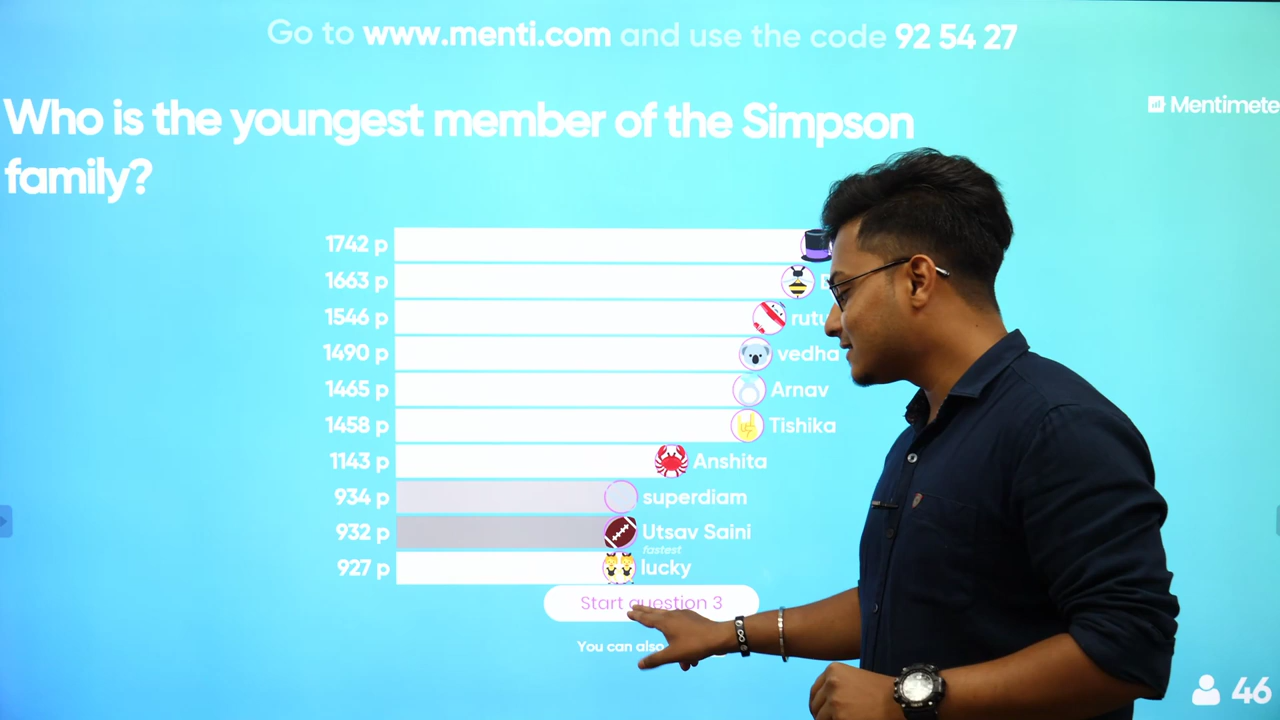 Go to www.menti.com and use the code 92 54 27
Mentimete
Who is the youngest member of the Simpson
family?
1742 p
1663 p
1546 p rutu
1490 p vedha
1465 p Arnav
1458 p Tishika
1143 p Anshita
934 p superdiam
932 p Utsav Saini
fastest
927 p lucky
Start question 3
You can also
46